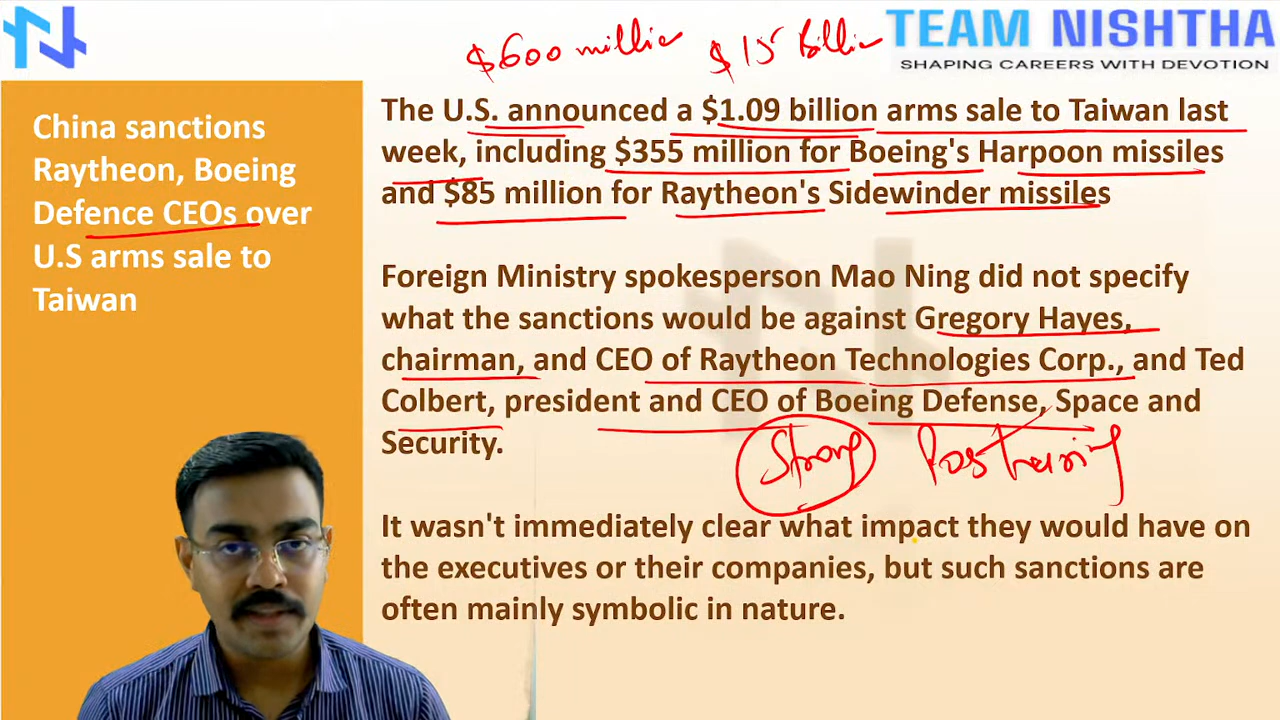 $600 million $15 Billion
TEAM NISHTHA
SHAPING CAREERS WITH DEVOTION
China sanctions
Raytheon, Boeing
Defence CEOs over
U.S arms sale to
Taiwan
The U.S. announced a $1.09 billion arms sale to Taiwan last
week, including $355 million for Boeing's Harpoon missiles
and $85 million for Raytheon's Sidewinder missiles
Foreign Ministry spokesperson Mao Ning did not specify
what the sanctions would be against Gregory Hayes,
chairman, and CEO of Raytheon Technologies Corp., and Ted
Colbert, president and CEO of Boeing Defense, Space and
Security.
Strong Posturing
It wasn't immediately clear what impact they would have on
the executives or their companies, but such sanctions are
often mainly symbolic in nature.